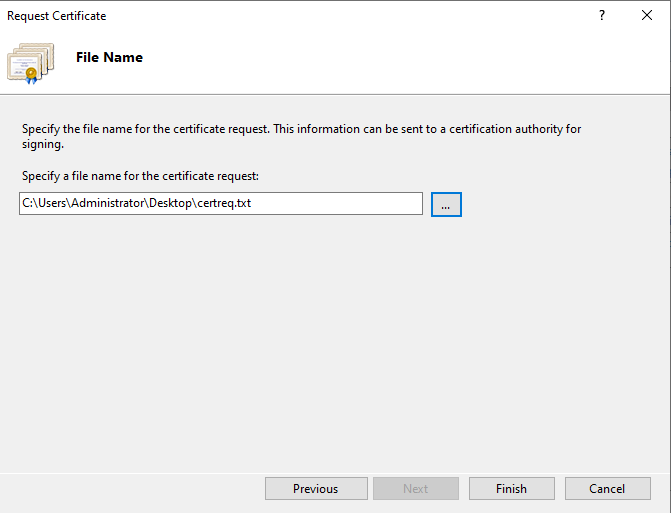 Request Certificate
?
File Name
Specify the file name for the certificate request. This information can be sent to a certification authority for
signing.
Specify a file name for the certificate request:
C:\Users\Administrator\Desktop\certreq.txt
...
Previous
Next
Finish
Cancel